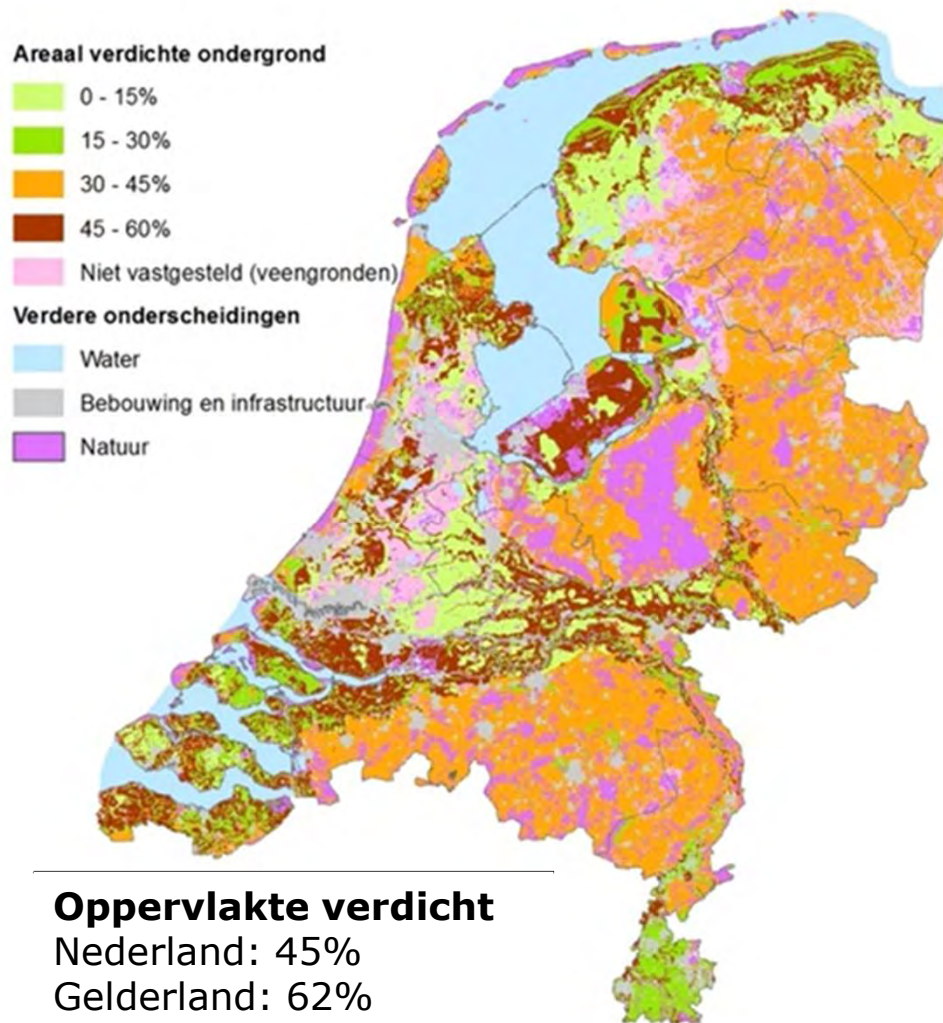 Areaal verdichte ondergrond
0 - 15%
15 - 30%
30 - 45%
45 - 60%
Niet vastgesteld (veengronden)
Verdere onderscheidingen
Water
Bebouwing en infrastructuur
Natuur
Oppervlakte verdicht
Nederland: 45%
Gelderland: 62%